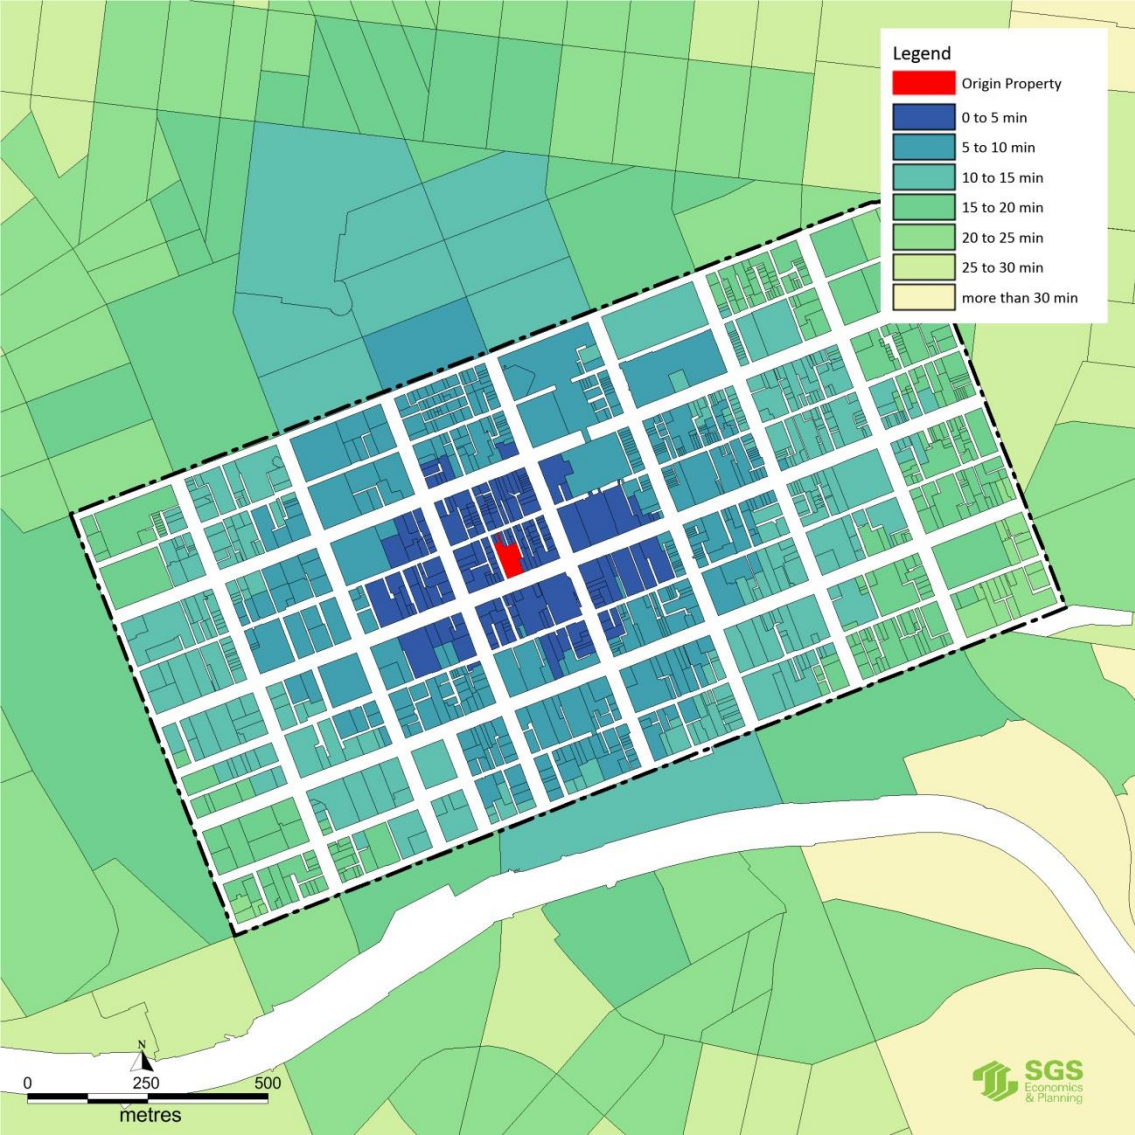 Legend
Origin Property
0 to 5 min
5 to 10 min
10 to 15 min
15 to 20 min
20 to 25 min
25 to 30 min
more than 30 min
N
0 250 500
metres
SGS
Economics
& Planning